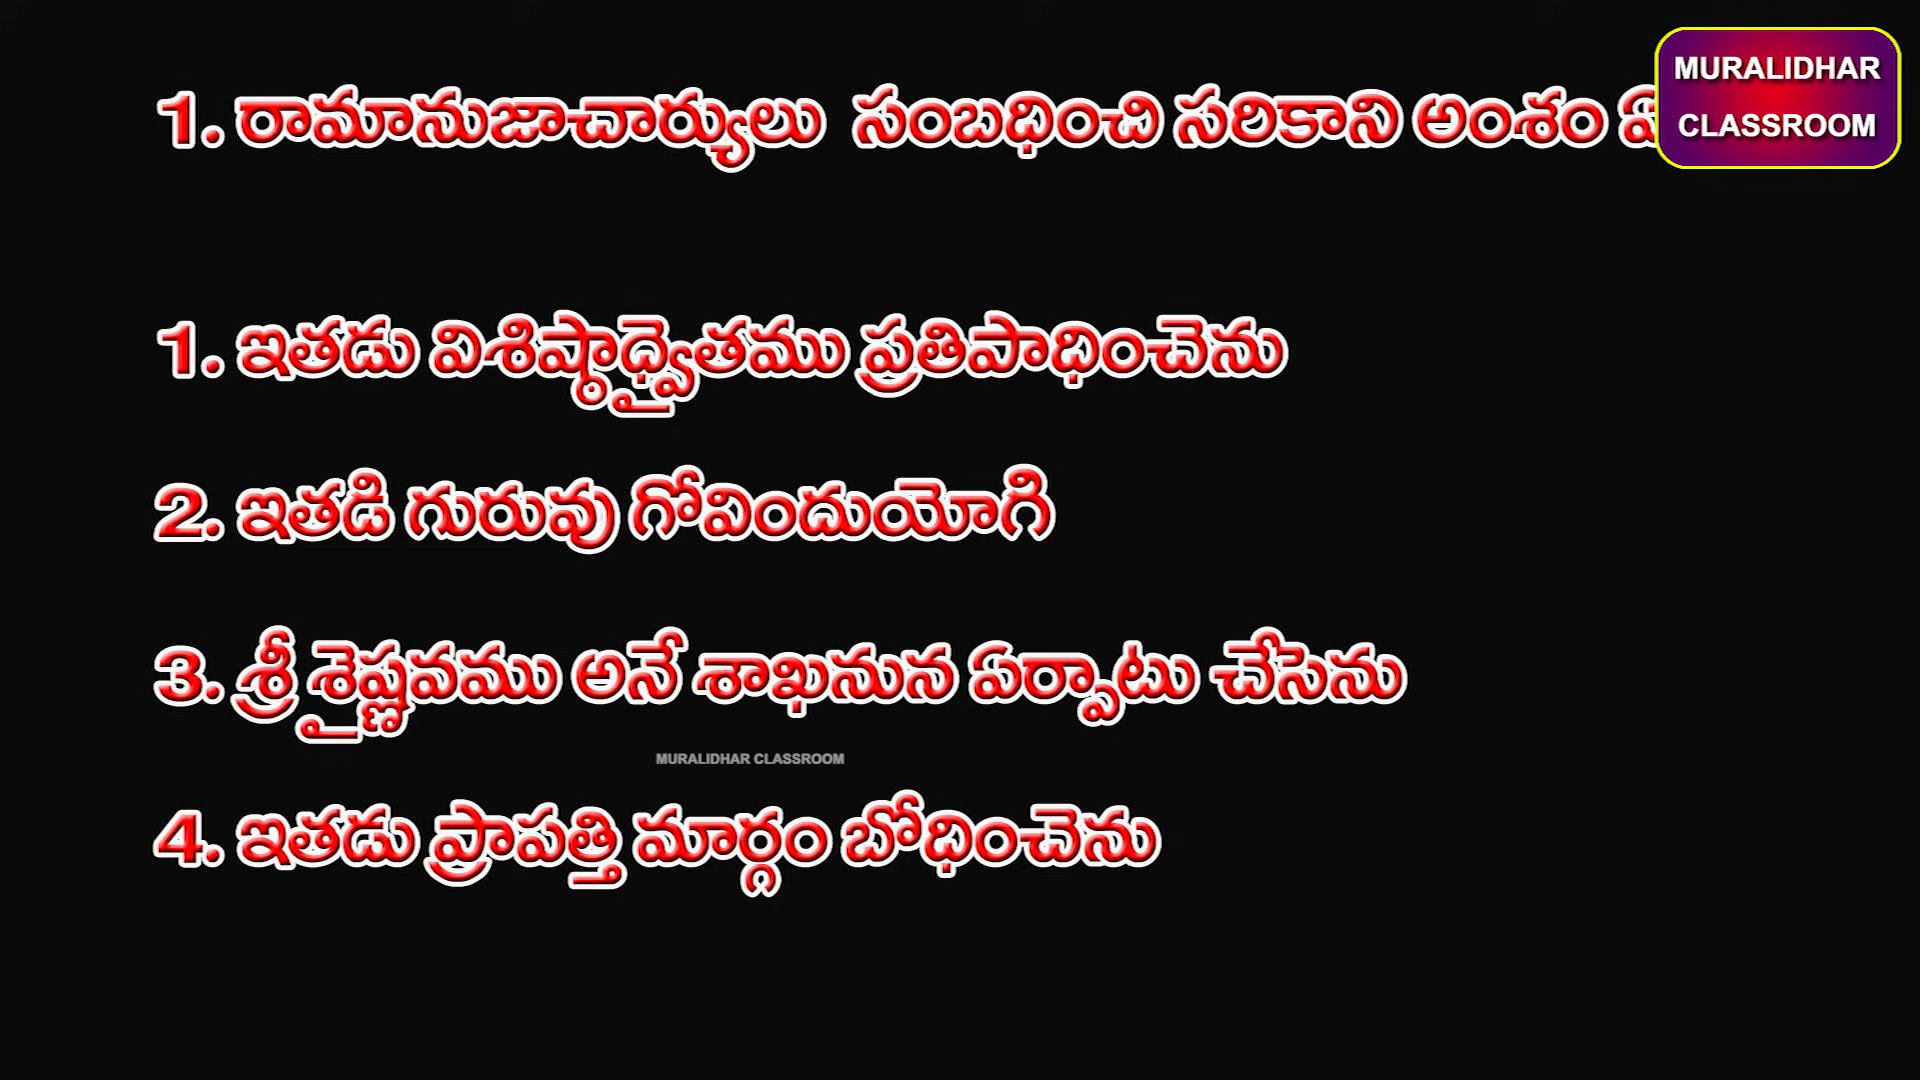 1. రామానుజాచార్యులు సంబధించి సరికాని అంశం
MURALIDHAR
CLASSROOM
1. ఇతడు విశిష్ఠాధ్వైతము ప్రతిపాధించెను
2. ఇతడి గురువు గోవిందుయోగి
3. శ్రీ శైష్ణవము అనే శాఖనున ఏర్పాటు చేసెను
MURALIDHAR CLASSROOM
4. ఇతడు ప్రాపత్తి మార్గం బోధించెను